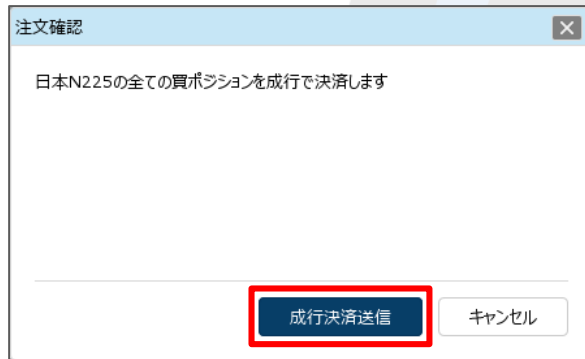 注文確認
日本N225の全ての買ポジションを成行で決済します
成行決済送信
キャンセル